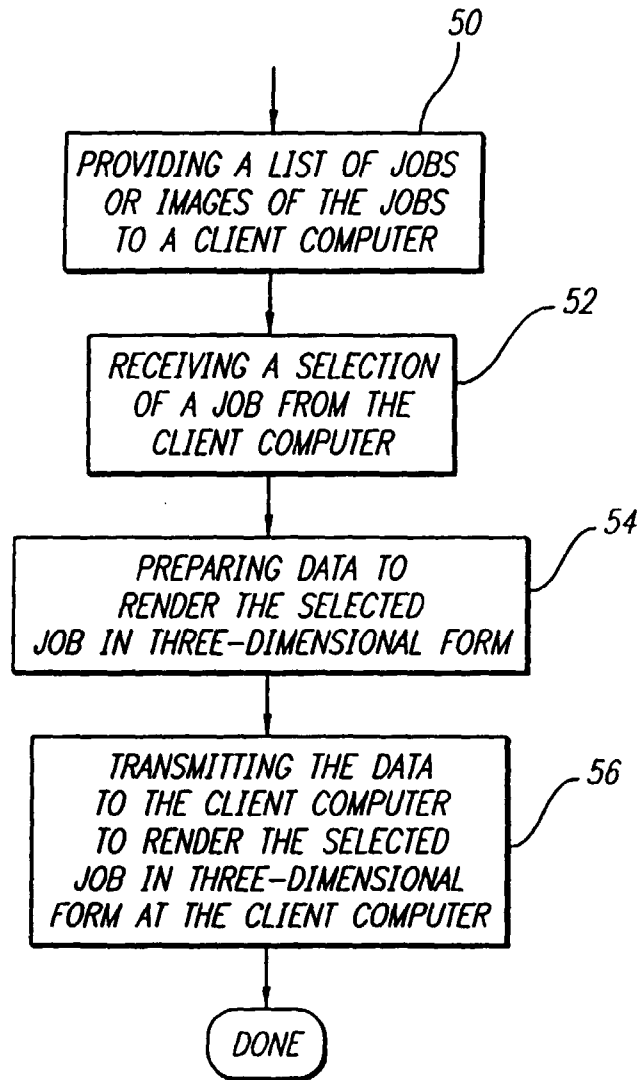 50
PROVIDING A LIST OF JOBS
OR IMAGES OF THE JOBS
TO A CLIENT COMPUTER
52
RECEIVING A SELECTION
OF A JOB FROM THE
CLIENT COMPUTER
54
PREPARING DATA TO
RENDER THE SELECTED
JOB IN THREE-DIMENSIONAL FORM
56
TRANSMITTING THE DATA
TO THE CLIENT COMPUTER
TO RENDER THE SELECTED
JOB IN THREE-DIMENSIONAL
FORM AT THE CLIENT COMPUTER
DONE